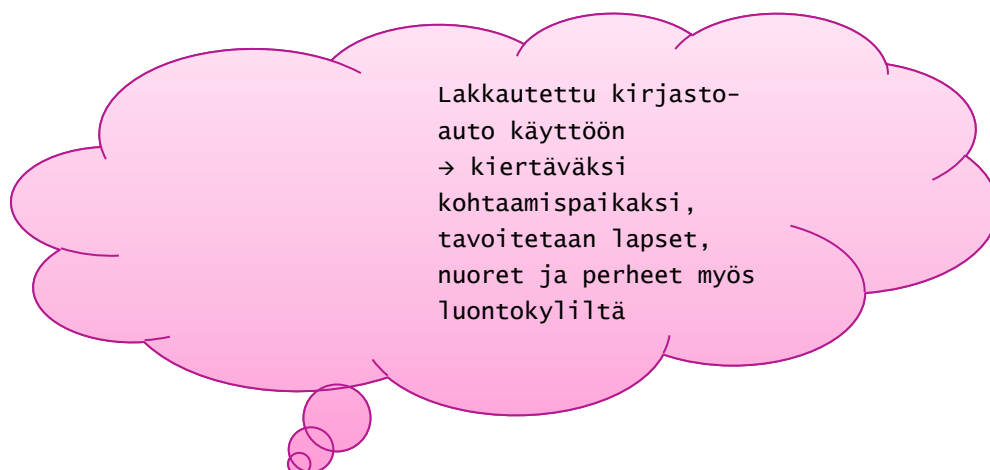 Lakkautettu kirjasto-
auto käyttöön
→ kiertäväksi
kohtaamispaikaksi,
tavoitetaan lapset,
nuoret ja perheet myös
luontokyliltä